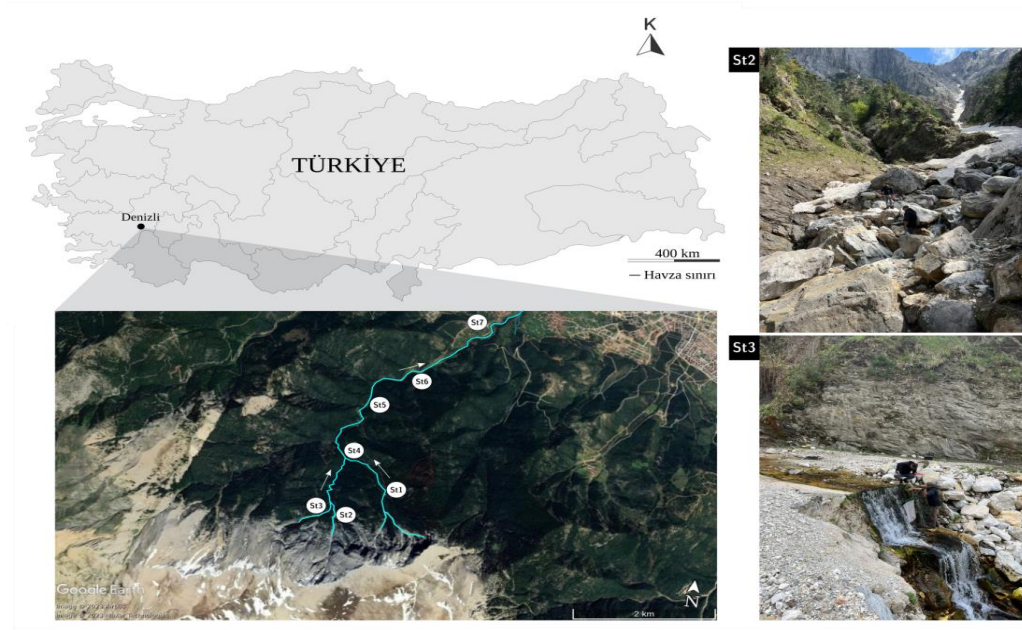 K
TÜRKİYE
Denizli
400 km
Havza sınırı
St7
St6
St5
St4
St1
St3
St2
Google Earth
2 km
N
St2
St3